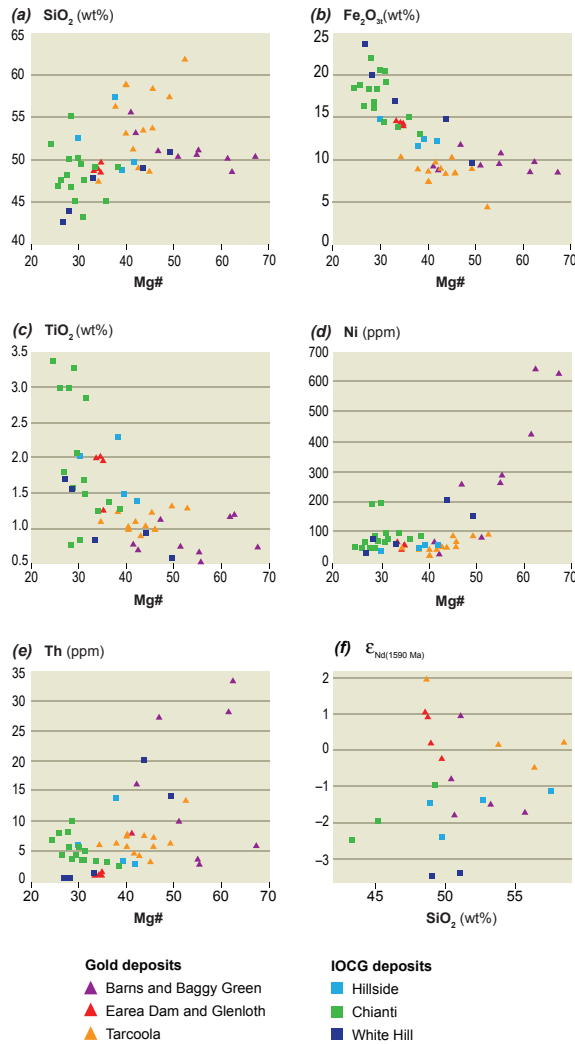 (a) SiO₂ (wt%)
65
60
55
50
45
40
20 30 40 50 60 70
Mg#
(b) Fe₂O₃ₜ(wt%)
25
20
15
10
5
0
20 30 40 50 60 70
Mg#
(c) TiO₂ (wt%)
3.5
3.0
2.5
2.0
1.5
1.0
0.5
20 30 40 50 60 70
Mg#
(d) Ni (ppm)
700
600
500
400
300
200
100
0
20 30 40 50 60 70
Mg#
(e) Th (ppm)
35
30
25
20
15
10
5
0
20 30 40 50 60 70
Mg#
(f) εNd(1590 Ma)
2
1
0
−1
−2
−3
45 50 55
SiO₂ (wt%)
Gold deposits
Barns and Baggy Green
Earea Dam and Glenloth
Tarcoola
IOCG deposits
Hillside
Chianti
White Hill